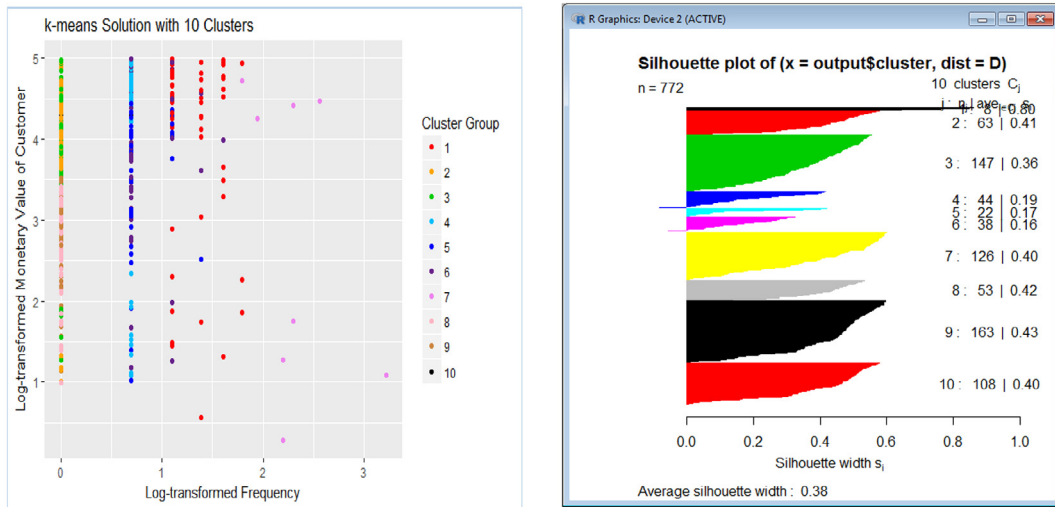 k-means Solution with 10 Clusters
Log-transformed Monetary Value of Customer
5
4
3
2
1
0
1
2
3
Log-transformed Frequency
Cluster Group
1
2
3
4
5
6
7
8
9
10
R Graphics: Device 2 (ACTIVE)
Silhouette plot of (x = output$cluster, dist = D)
n = 772
10 clusters Cj
2 : 63 | 0.41
3 : 147 | 0.36
4 : 44 | 0.19
5 : 22 | 0.17
6 : 38 | 0.16
7 : 126 | 0.40
8 : 53 | 0.42
9 : 163 | 0.43
10 : 108 | 0.40
0.0 0.2 0.4 0.6 0.8 1.0
Silhouette width si
Average silhouette width : 0.38